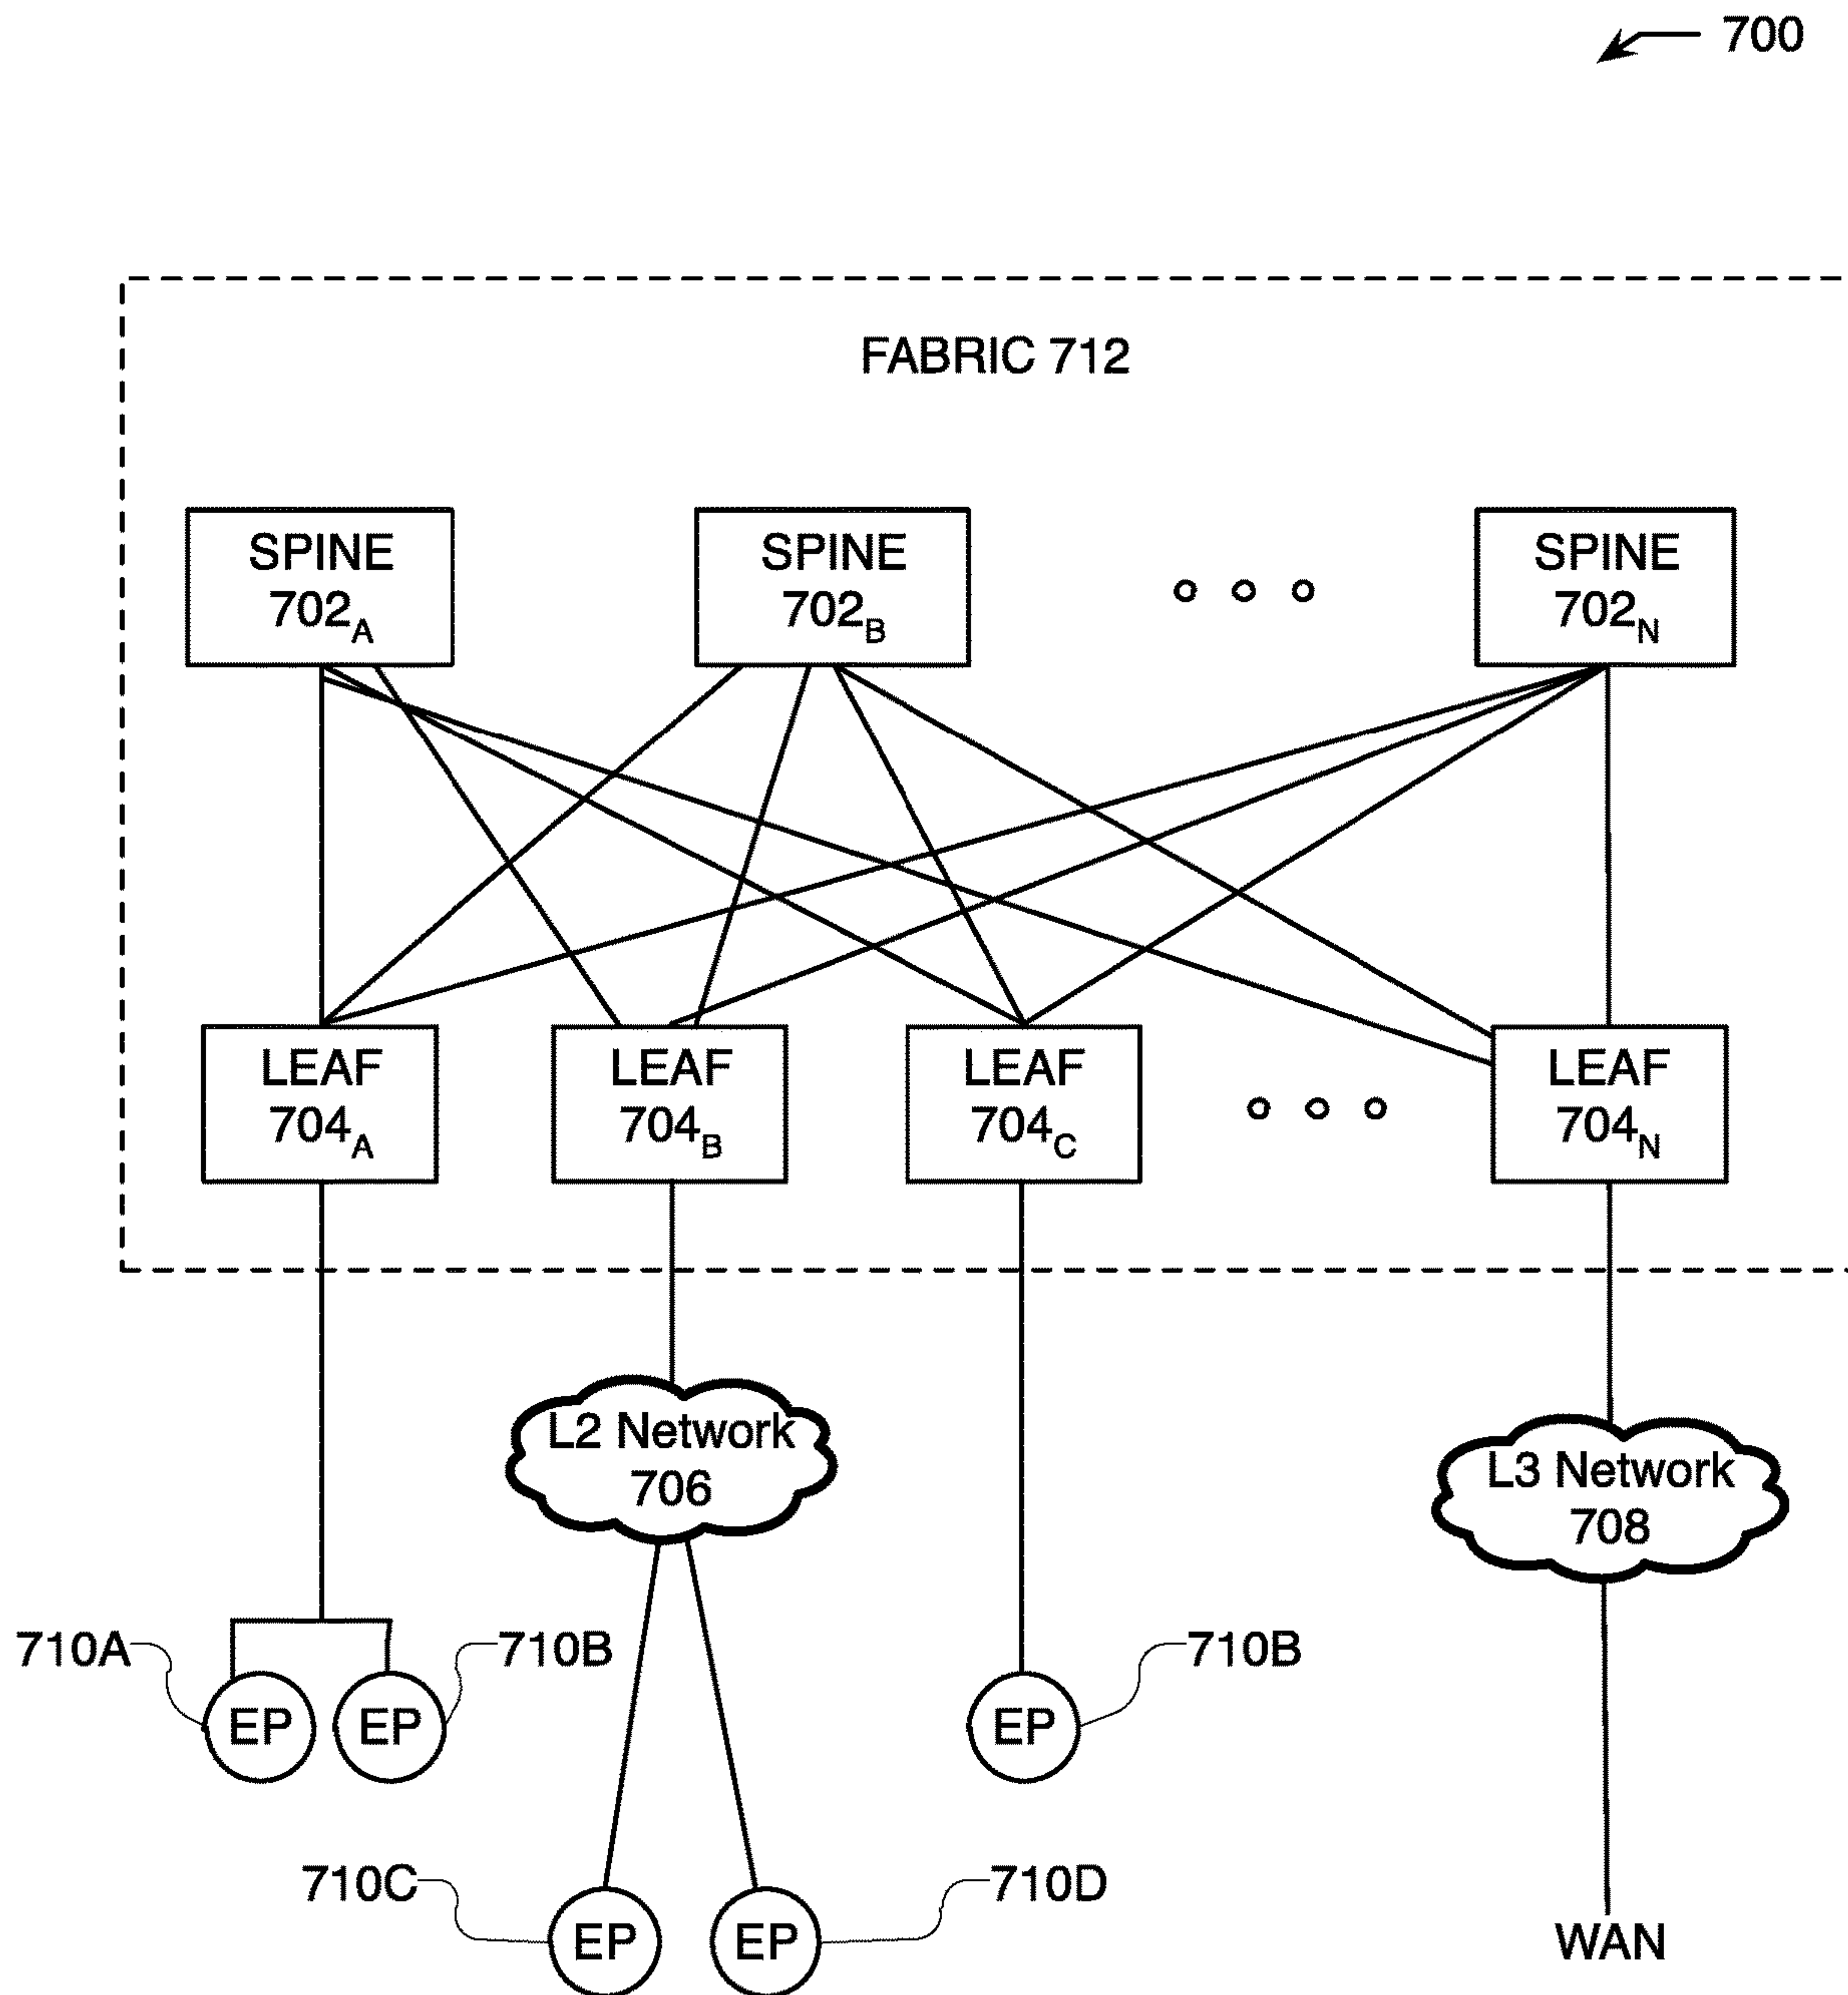 700
FABRIC 712
SPINE
702A
SPINE
702B
SPINE
702N
LEAF
704A
LEAF
704B
LEAF
704C
LEAF
704N
L2 Network
706
L3 Network
708
710A
710B
710B
EP
EP
EP
710C
710D
EP
EP
WAN